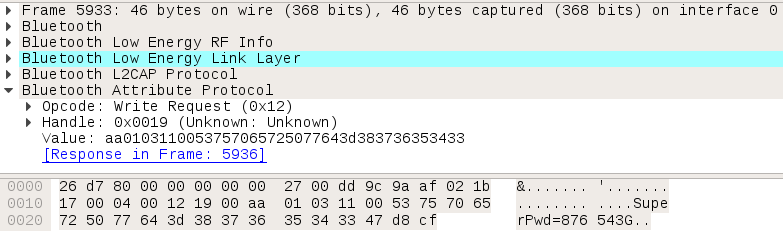 Frame 5933: 46 bytes on wire (368 bits), 46 bytes captured (368 bits) on interface 0
Bluetooth
Bluetooth Low Energy RF Info
Bluetooth Low Energy Link Layer
Bluetooth L2CAP Protocol
Bluetooth Attribute Protocol
Opcode: Write Request (0x12)
Handle: 0x0019 (Unknown: Unknown)
Value: aa0103110053757065725077643d383736353433
[Response in Frame: 5936]
0000 26 d7 80 00 00 00 00 00 27 00 dd 9c 9a af 02 1b &....... '.......
0010 17 00 04 00 12 19 00 aa 01 03 11 00 53 75 70 65 ........ ....Supe
0020 72 50 77 64 3d 38 37 36 35 34 33 47 d8 cf rPwd=876 543G..